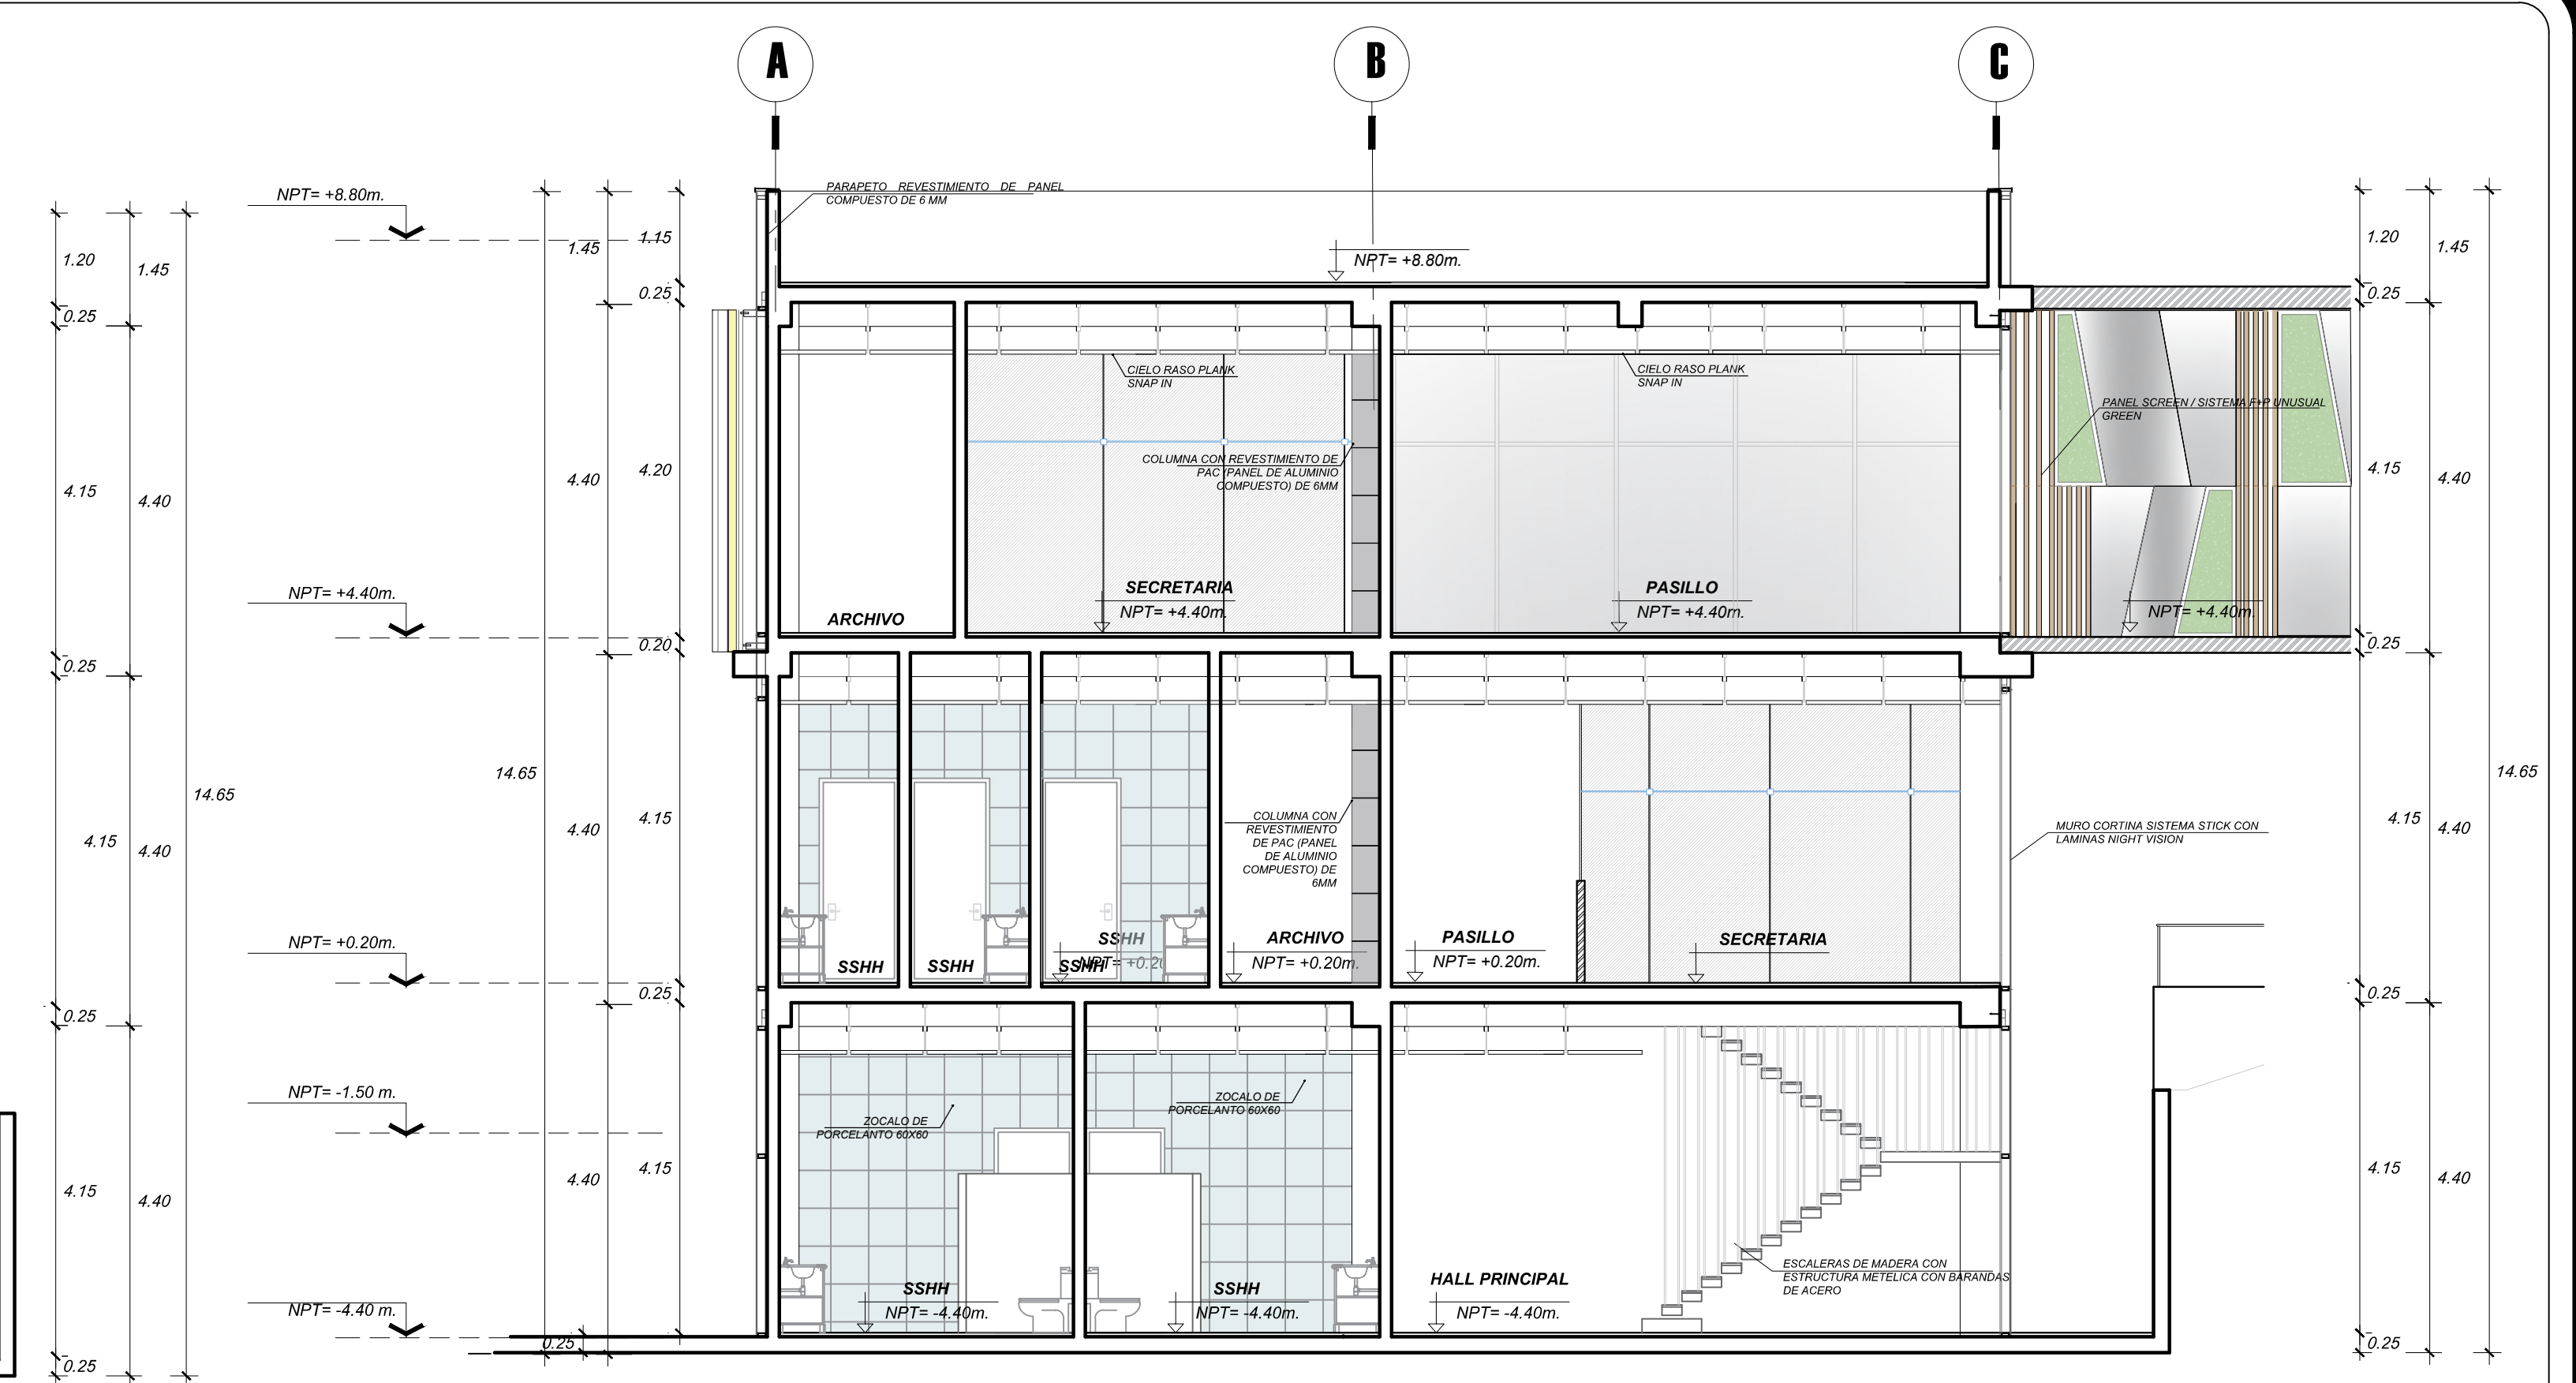 A
B
C
NPT= +8.80m.
PARAPETO REVESTIMIENTO DE PANEL
COMPUESTO DE 6 MM
1.20
1.45
0.25
1.45
1.15
0.25
NPT= +8.80m.
1.20
1.45
0.25
CIELO RASO PLANK
SNAP IN
CIELO RASO PLANK
SNAP IN
PANEL SCREEN / SISTEMA F+P UNUSUAL
GREEN
COLUMNA CON REVESTIMIENTO DE
PAC (PANEL DE ALUMINIO
COMPUESTO) DE 6MM
4.15
4.40
4.40
4.20
4.15
4.40
NPT= +4.40m.
ARCHIVO
SECRETARIA
NPT= +4.40m.
PASILLO
NPT= +4.40m.
NPT= +4.40m.
0.25
0.20
0.25
14.65
14.65
14.65
4.15
4.40
4.40
4.15
4.15
4.40
COLUMNA CON
REVESTIMIENTO
DE PAC (PANEL
DE ALUMINIO
COMPUESTO) DE
6MM
MURO CORTINA SISTEMA STICK CON
LAMINAS NIGHT VISION
NPT= +0.20m.
SSHH
SSHH
SSHH
NPT= +0.20
SSHH
ARCHIVO
NPT= +0.20m.
PASILLO
NPT= +0.20m.
SECRETARIA
0.25
0.25
0.25
NPT= -1.50 m.
ZOCALO DE
PORCELANTO 60X60
ZOCALO DE
PORCELANTO 60X60
4.15
4.40
4.40
4.15
4.15
4.40
NPT= -4.40 m.
SSHH
NPT= -4.40m.
SSHH
NPT= -4.40m.
HALL PRINCIPAL
NPT= -4.40m.
ESCALERAS DE MADERA CON
ESTRUCTURA METELICA CON BARANDAS
DE ACERO
0.25
0.25
0.25